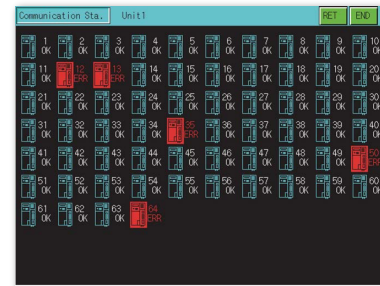 Communication Sta. Unit1 RET END
1 2 3 4 5 6 7 8 9 10
OK OK OK OK OK OK OK OK OK OK
11 12 13 14 15 16 17 18 19 20
OK ERR ERR OK OK OK OK OK OK OK
21 22 23 24 25 26 27 28 29 30
OK OK OK OK OK OK OK OK OK OK
31 32 33 34 35 36 37 38 39 40
OK OK OK OK ERR OK OK OK OK OK
41 42 43 44 45 46 47 48 49 50
OK OK OK OK OK OK OK OK OK ERR
51 52 53 54 55 56 57 58 59 60
OK OK OK OK OK OK OK OK OK OK
61 62 63 64
OK OK OK ERR